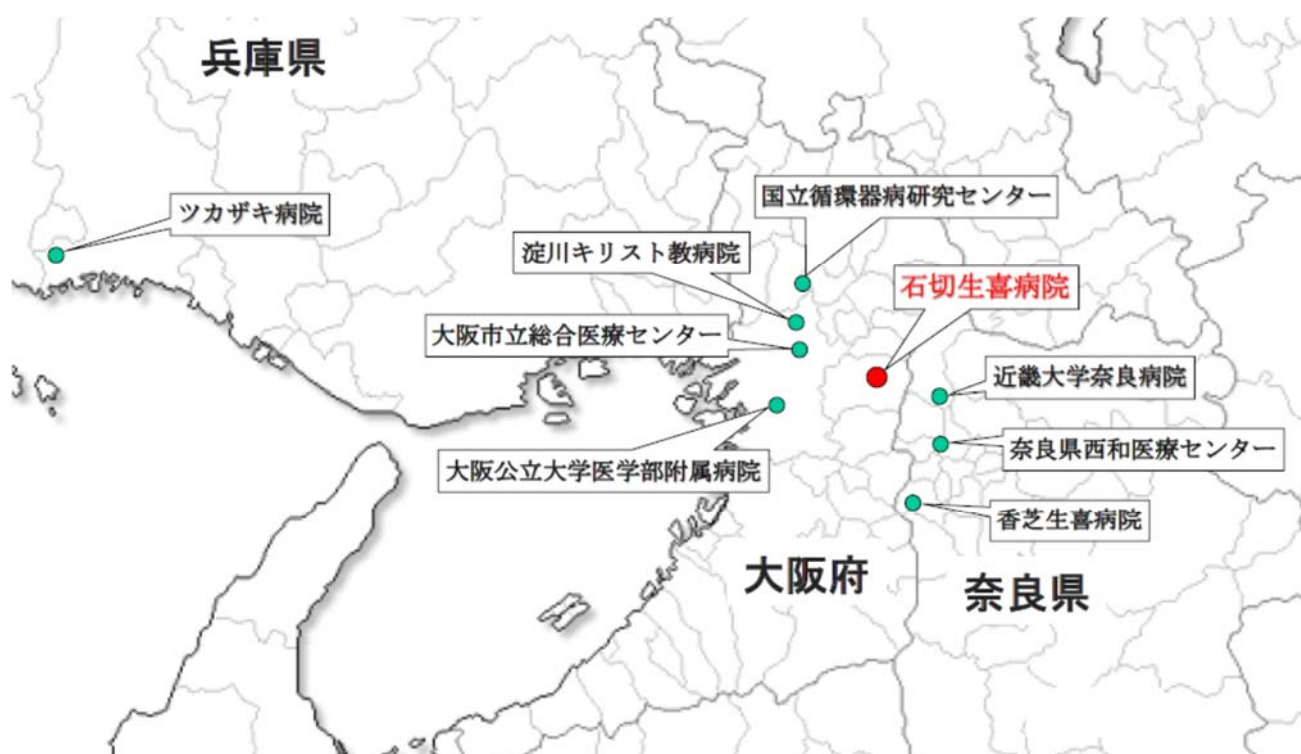 兵庫県
国立循環器病研究センター
ツカザキ病院
淀川キリスト教病院
石切生喜病院
大阪市立総合医療センター
近畿大学奈良病院
奈良県西和医療センター
大阪公立大学医学部附属病院
香芝生喜病院
大阪府
奈良県